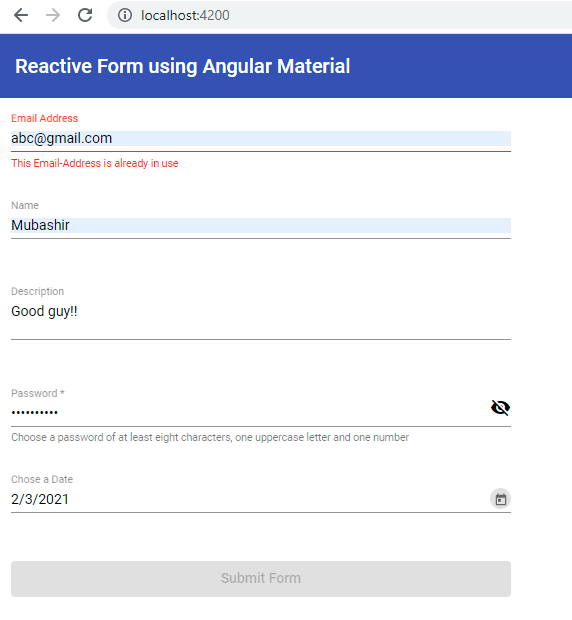 localhost:4200
Reactive Form using Angular Material
Email Address
abc@gmail.com
This Email-Address is already in use
Name
Mubashir
Description
Good guy!!
Password *
••••••••••
Choose a password of at least eight characters, one uppercase letter and one number
Chose a Date
2/3/2021
Submit Form